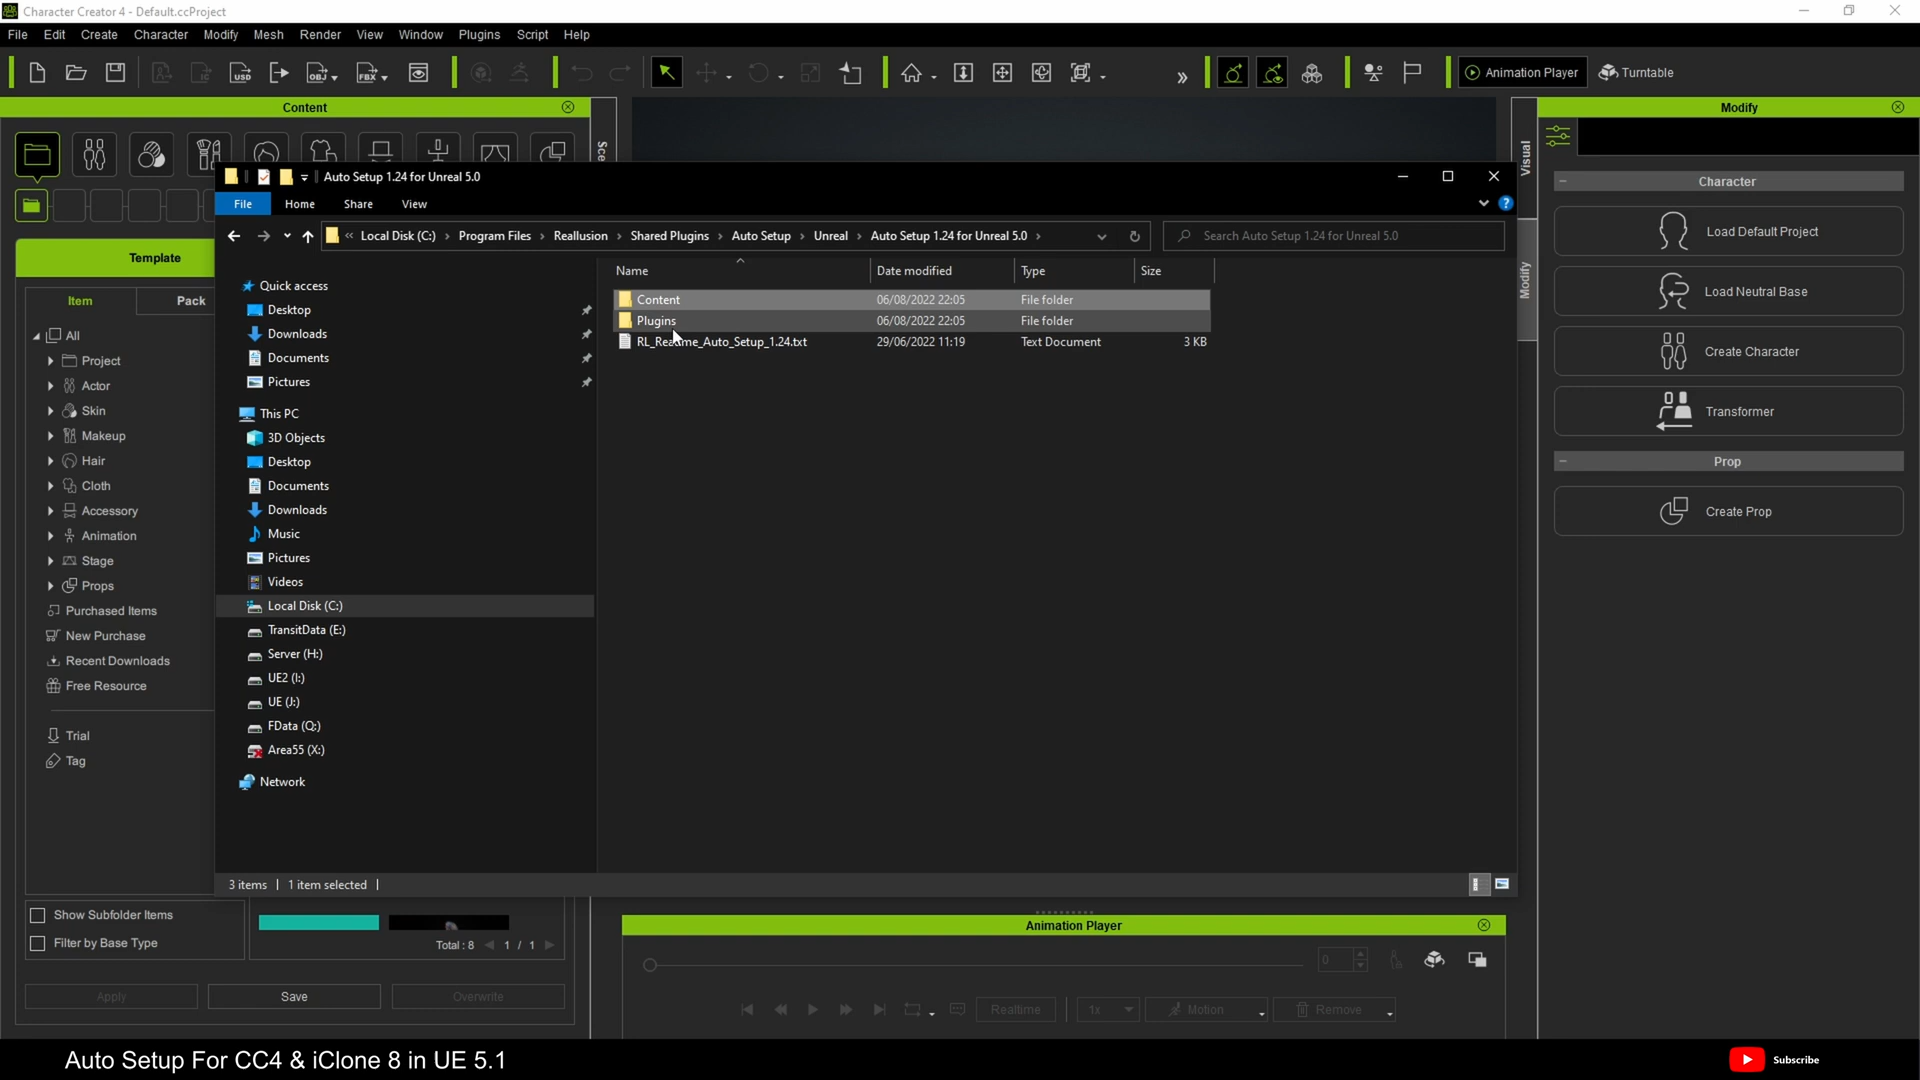 Character Creator 4 - Default.ccProject
File Edit Create Character Modify Mesh Render View Window Plugins Script Help
USD OBJ FBX » Animation Player Turntable
Content
Modify
Visual
Modify
Auto Setup 1.24 for Unreal 5.0
File Home Share View
« Local Disk (C:) › Program Files › Reallusion › Shared Plugins › Auto Setup › Unreal › Auto Setup 1.24 for Unreal 5.0 ›
Search Auto Setup 1.24 for Unreal 5.0
Name Date modified Type Size
Content 06/08/2022 22:05 File folder
Plugins 06/08/2022 22:05 File folder
RL_Readme_Auto_Setup_1.24.txt 29/06/2022 11:19 Text Document 3 KB
Quick access
Desktop
Downloads
Documents
Pictures
This PC
3D Objects
Desktop
Documents
Downloads
Music
Pictures
Videos
Local Disk (C:)
TransitData (E:)
Server (H:)
UE2 (I:)
UE (J:)
FData (Q:)
Area55 (X:)
Network
3 items 1 item selected
Template
Item Pack
All
Project
Actor
Skin
Makeup
Hair
Cloth
Accessory
Animation
Stage
Props
Purchased Items
New Purchase
Recent Downloads
Free Resource
Trial
Tag
Show Subfolder Items
Filter by Base Type
Total : 8 1 / 1
Apply Save Overwrite
Character
Load Default Project
Load Neutral Base
Create Character
Transformer
Prop
Create Prop
Animation Player
0
Realtime 1x Motion Remove
Auto Setup For CC4 & iClone 8 in UE 5.1
Subscribe